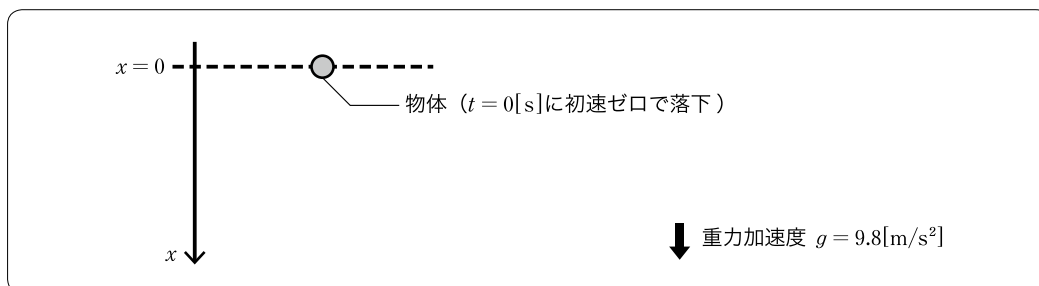 x = 0
物体（t = 0[s]に初速ゼロで落下）
x
重力加速度 g = 9.8[m/s²]